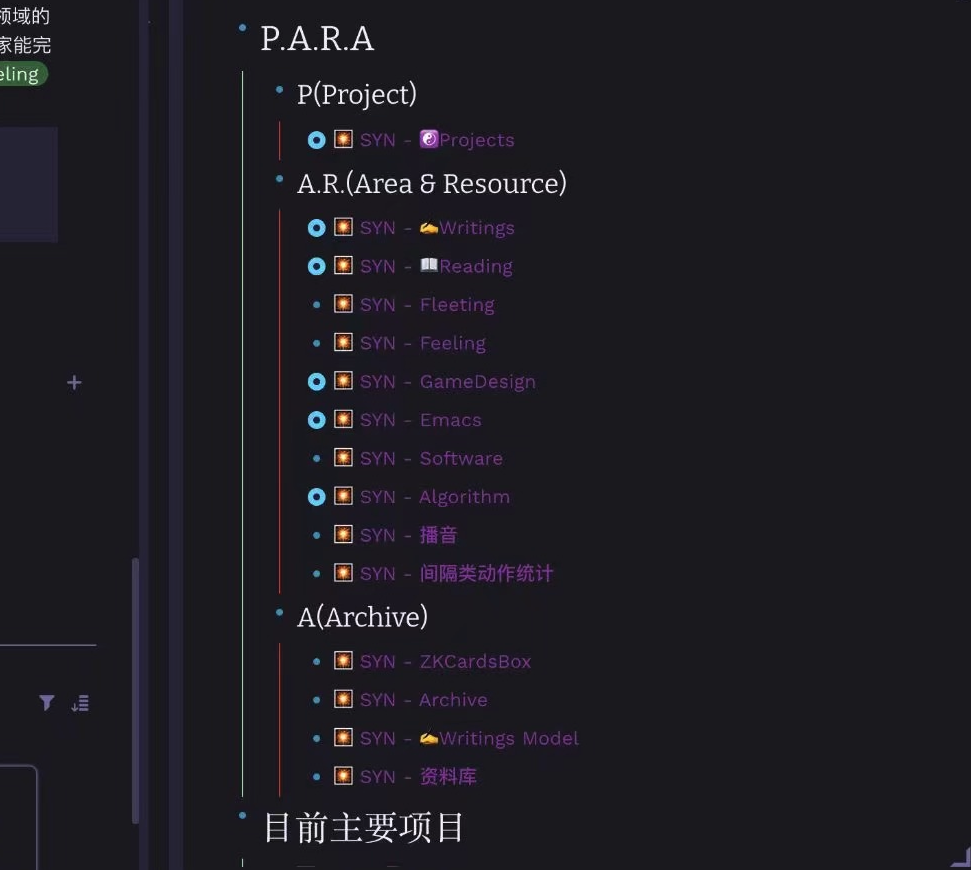 领域的
家能完
eling
P.A.R.A
P(Project)
SYN - ☯Projects
A.R.(Area & Resource)
SYN - ✍Writings
SYN - 📖Reading
SYN - Fleeting
SYN - Feeling
SYN - GameDesign
SYN - Emacs
SYN - Software
SYN - Algorithm
SYN - 播音
SYN - 间隔类动作统计
A(Archive)
SYN - ZKCardsBox
SYN - Archive
SYN - ✍Writings Model
SYN - 资料库
目前主要项目